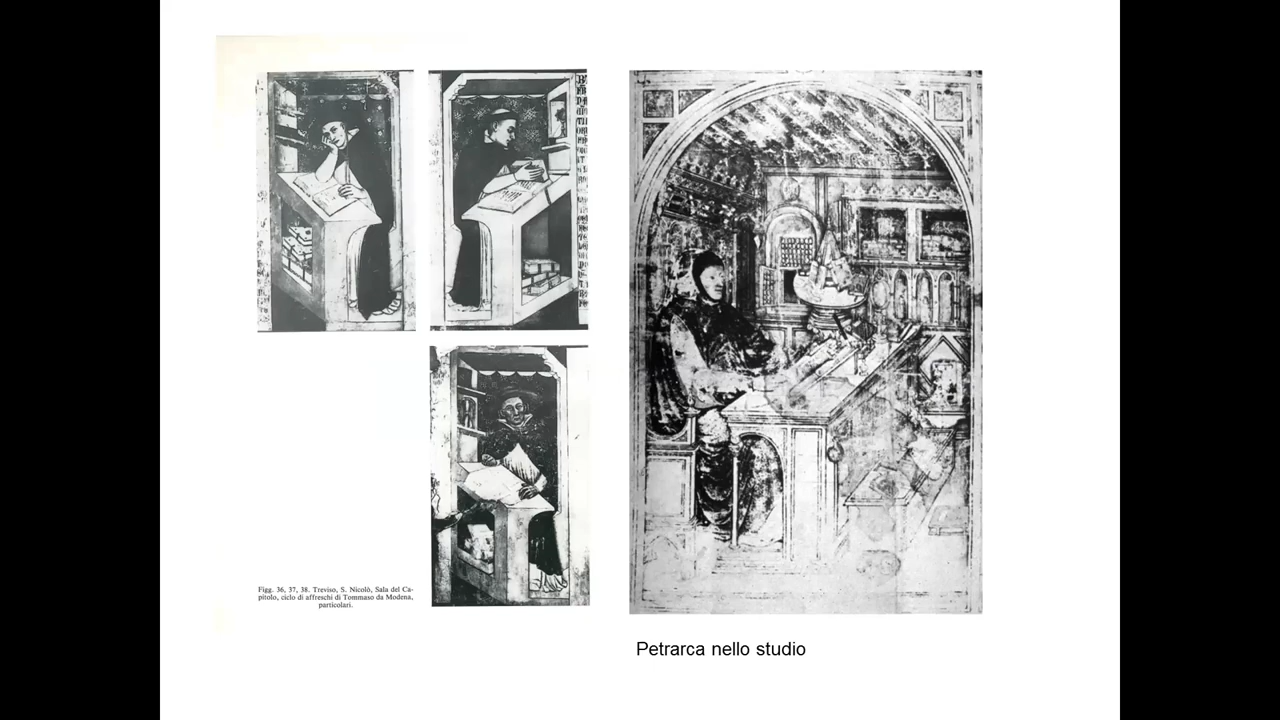 Figg. 36, 37, 38. Treviso, S. Nicolò, Sala del Ca-
pitolo, ciclo di affreschi di Tommaso da Modena,
particolari.
Petrarca nello studio